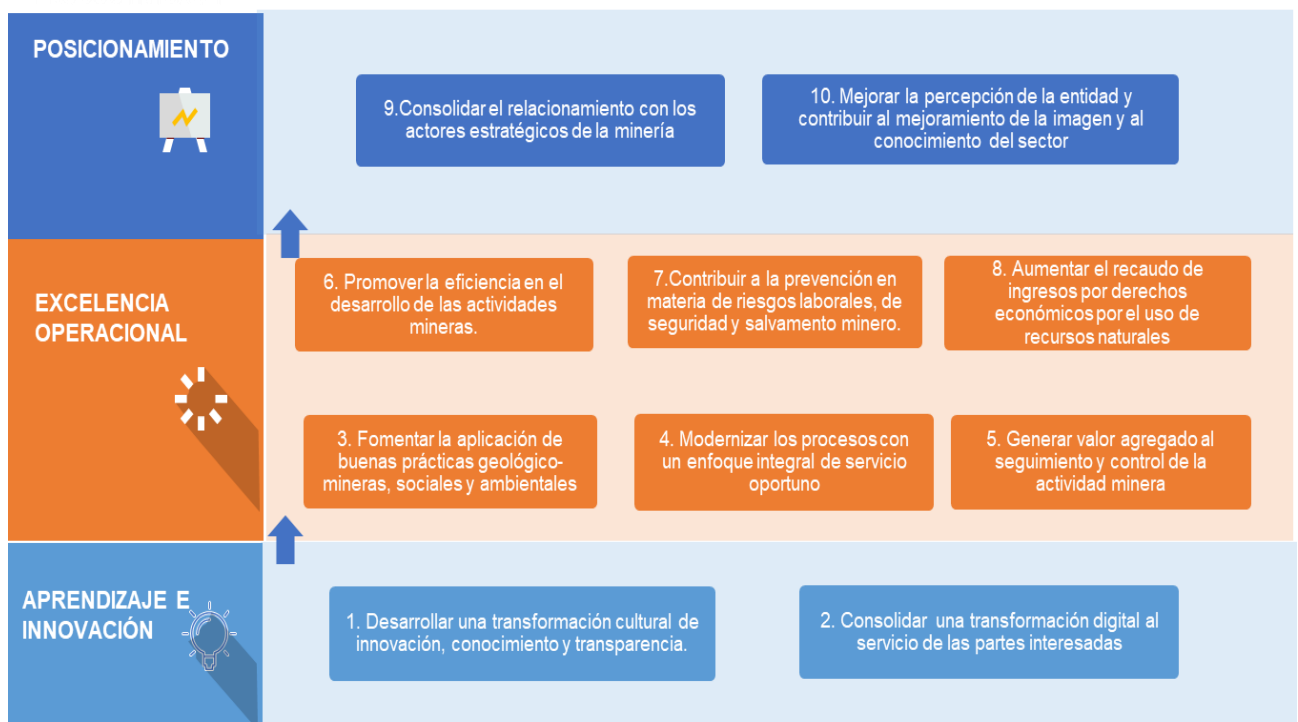 POSICIONAMIENTO
9.Consolidar el relacionamiento con los
actores estratégicos de la minería
10. Mejorar la percepción de la entidad y
contribuir al mejoramiento de la imagen y al
conocimiento del sector
EXCELENCIA
OPERACIONAL
6. Promover la eficiencia en el
desarrollo de las actividades
mineras.
7.Contribuir a la prevención en
materia de riesgos laborales, de
seguridad y salvamento minero.
8. Aumentar el recaudo de
ingresos por derechos
económicos por el uso de
recursos naturales
3. Fomentar la aplicación de
buenas prácticas geológico-
mineras, sociales y ambientales
4. Modernizar los procesos con
un enfoque integral de servicio
oportuno
5. Generar valor agregado al
seguimiento y control de la
actividad minera
APRENDIZAJE E
INNOVACIÓN
1. Desarrollar una transformación cultural de
innovación, conocimiento y transparencia.
2. Consolidar una transformación digital al
servicio de las partes interesadas